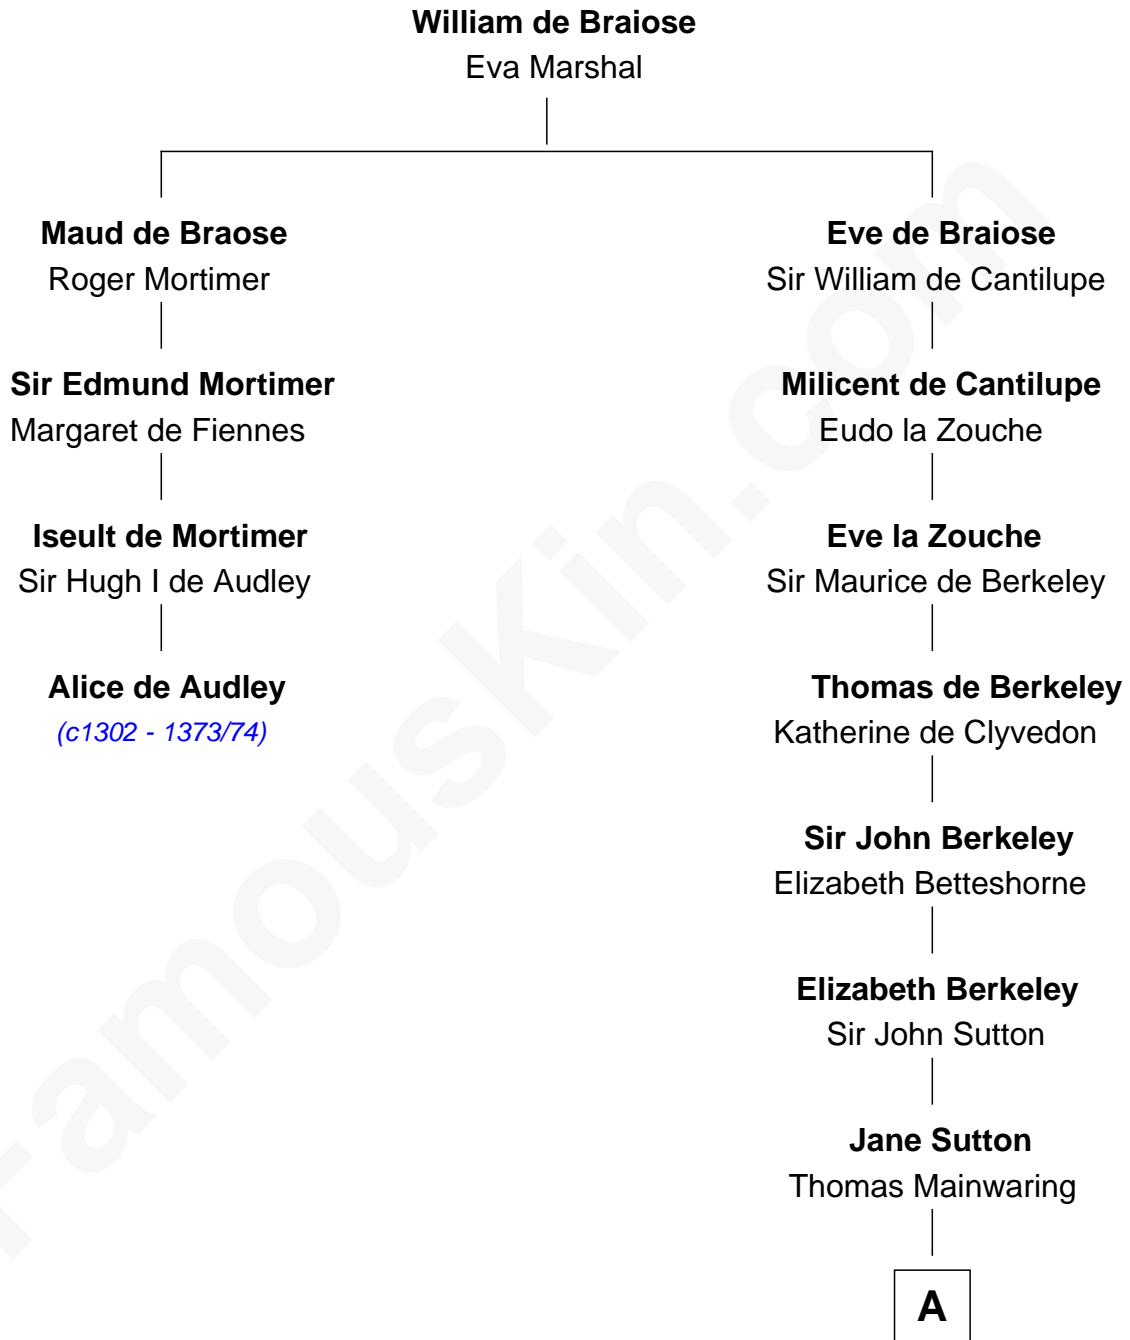 William de Braiose
Eva Marshal
Maud de Braose
Roger Mortimer
Sir Edmund Mortimer
Margaret de Fiennes
Iseult de Mortimer
Sir Hugh I de Audley
Alice de Audley
(c1302 - 1373/74)
Eve de Braiose
Sir William de Cantilupe
Milicent de Cantilupe
Eudo la Zouche
Eve la Zouche
Sir Maurice de Berkeley
Thomas de Berkeley
Katherine de Clyvedon
Sir John Berkeley
Elizabeth Betteshorne
Elizabeth Berkeley
Sir John Sutton
Jane Sutton
Thomas Mainwaring
A
FamousKin.com